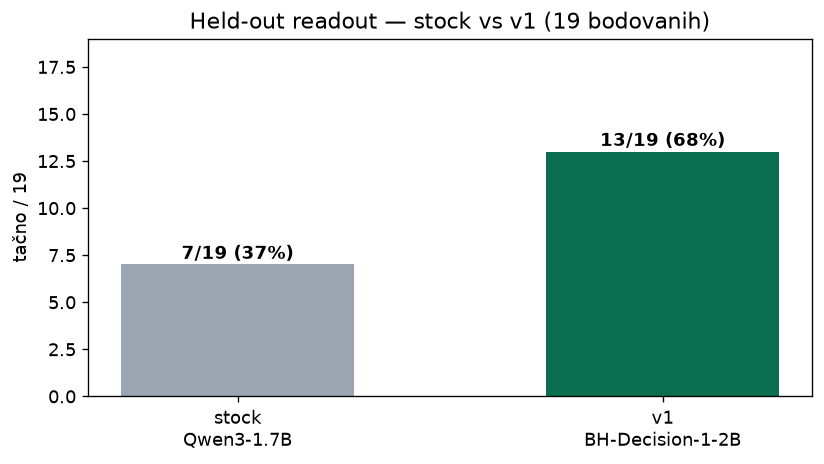 Held-out readout — stock vs v1 (19 bodovanih)
tačno / 19
17.5
15.0
12.5
10.0
7.5
5.0
2.5
0.0
7/19 (37%)
13/19 (68%)
stock
Qwen3-1.7B
v1
BH-Decision-1-2B